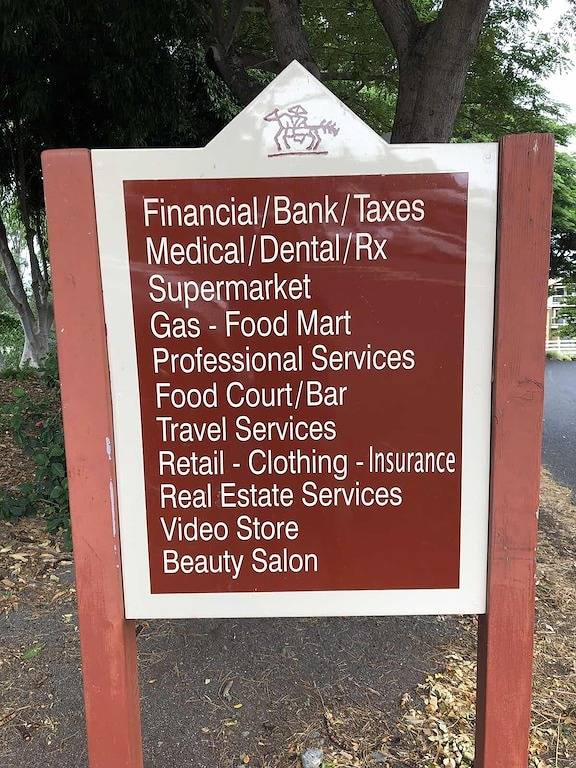 Financial/Bank/Taxes
Medical/Dental/Rx
Supermarket
Gas - Food Mart
Professional Services
Food Court/Bar
Travel Services
Retail - Clothing - Insurance
Real Estate Services
Video Store
Beauty Salon